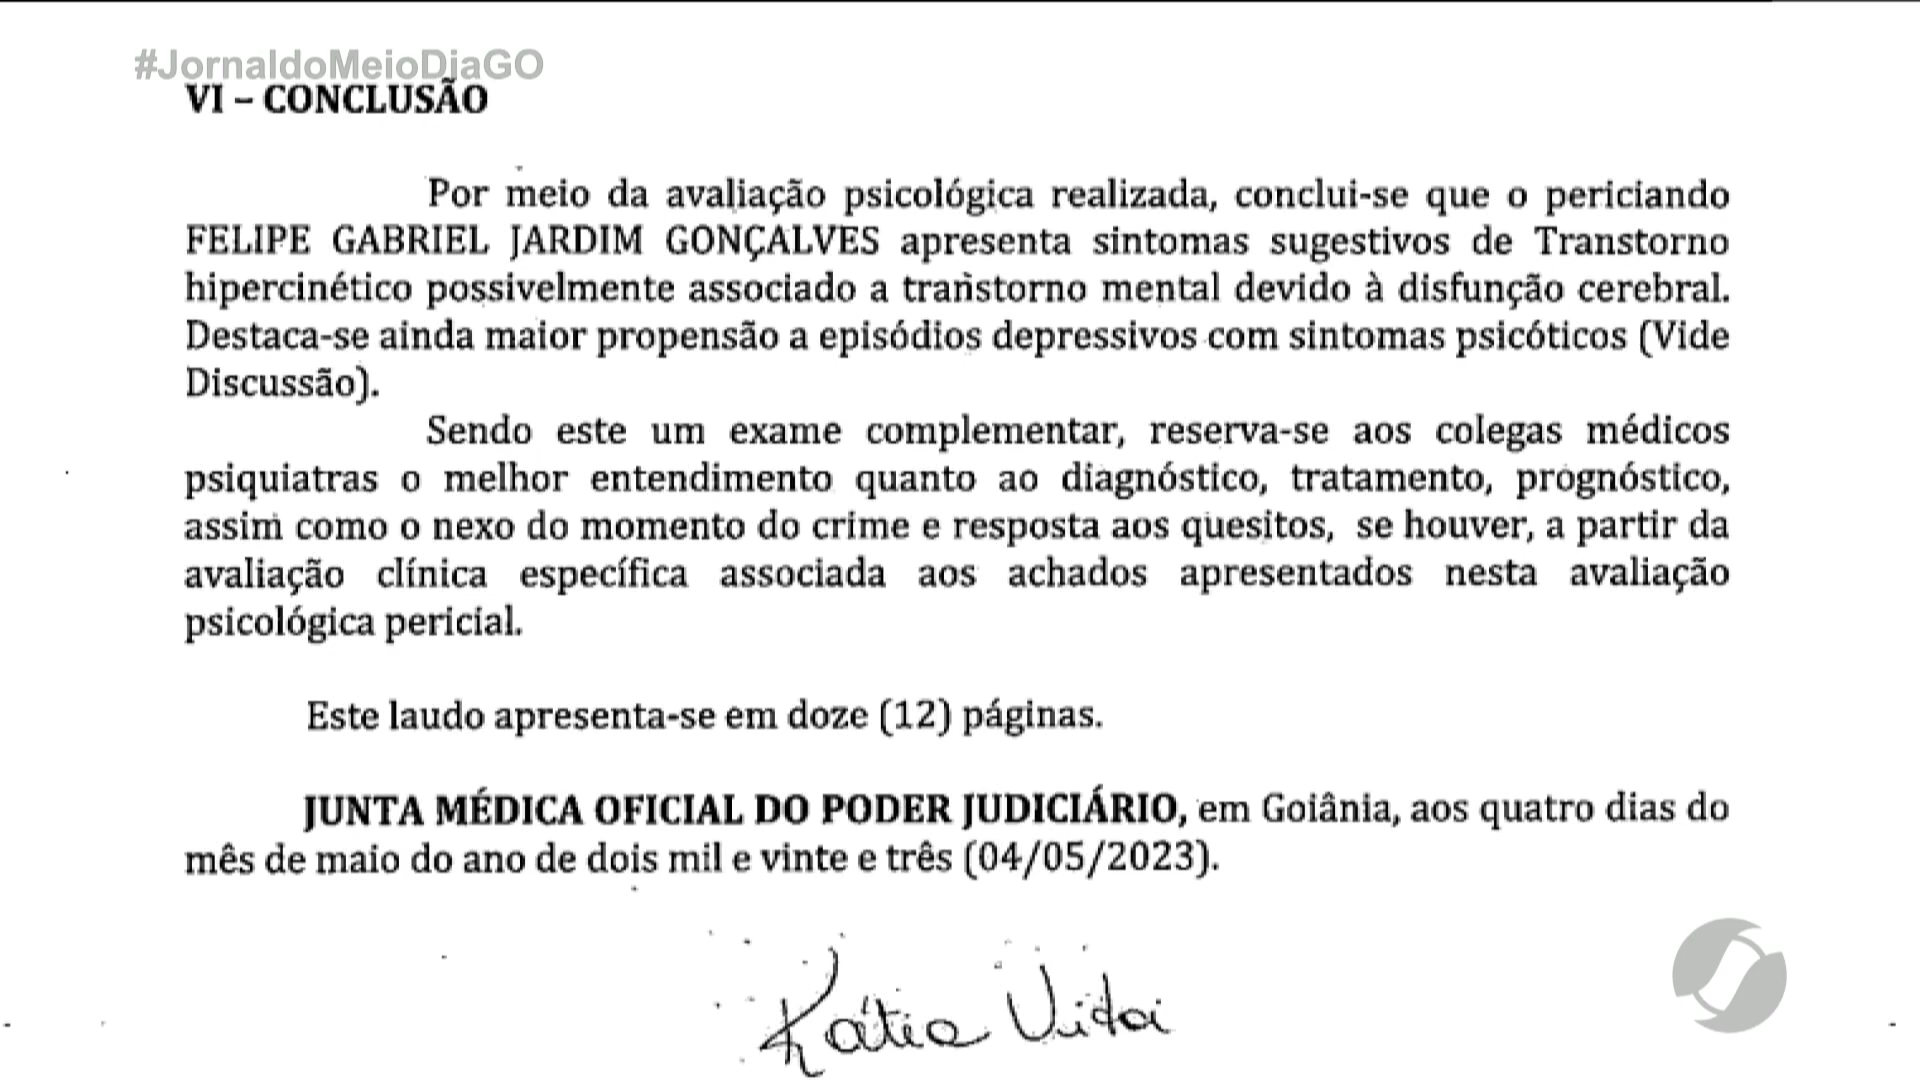 #JornaldoMeioDiaGO
VI – CONCLUSÃO
Por meio da avaliação psicológica realizada, conclui-se que o periciando
FELIPE GABRIEL JARDIM GONÇALVES apresenta sintomas sugestivos de Transtorno
hipercinético possivelmente associado a transtorno mental devido à disfunção cerebral.
Destaca-se ainda maior propensão a episódios depressivos com sintomas psicóticos (Vide
Discussão).
Sendo este um exame complementar, reserva-se aos colegas médicos
psiquiatras o melhor entendimento quanto ao diagnóstico, tratamento, prognóstico,
assim como o nexo do momento do crime e resposta aos quesitos, se houver, a partir da
avaliação clínica específica associada aos achados apresentados nesta avaliação
psicológica pericial.
Este laudo apresenta-se em doze (12) páginas.
JUNTA MÉDICA OFICIAL DO PODER JUDICIÁRIO, em Goiânia, aos quatro dias do
mês de maio do ano de dois mil e vinte e três (04/05/2023).
Kátia